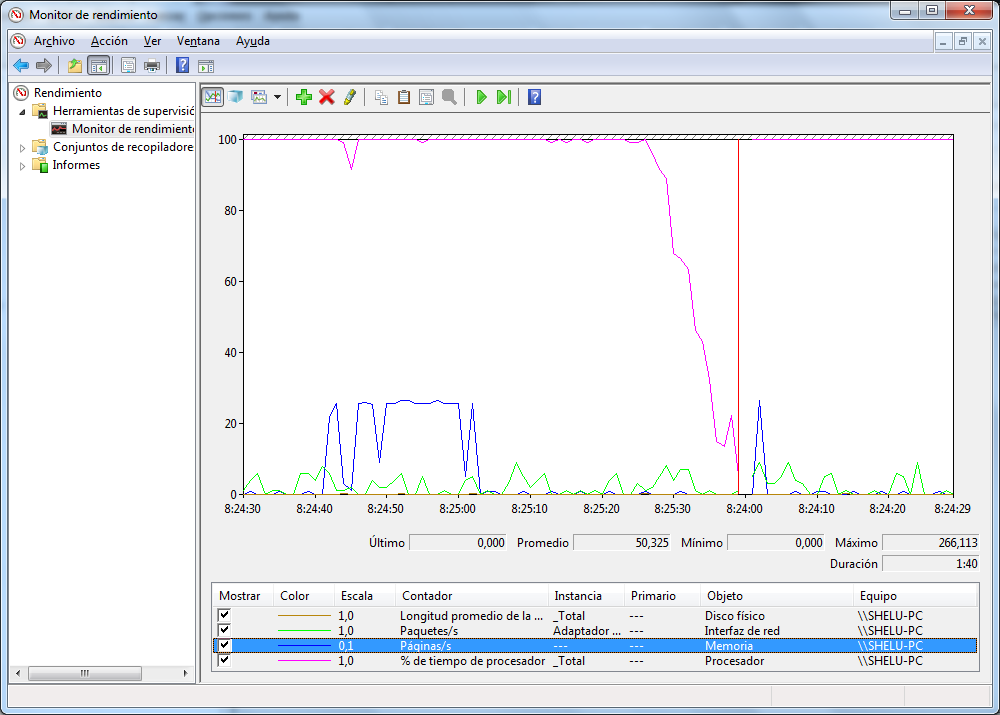 Monitor de rendimiento
Archivo Acción Ver Ventana Ayuda
Rendimiento
Herramientas de supervisió
Monitor de rendimiento
Conjuntos de recopiladore
Informes
100
80
60
40
20
0
8:24:30 8:24:40 8:24:50 8:25:00 8:25:10 8:25:20 8:25:30 8:24:00 8:24:10 8:24:20 8:24:29
Último 0,000 Promedio 50,325 Mínimo 0,000 Máximo 266,113
Duración 1:40
Mostrar Color Escala Contador Instancia Primario Objeto Equipo
1,0 Longitud promedio de la ... _Total --- Disco físico \\SHELU-PC
1,0 Paquetes/s Adaptador ... --- Interfaz de red \\SHELU-PC
0,1 Páginas/s --- --- Memoria \\SHELU-PC
1,0 % de tiempo de procesador _Total --- Procesador \\SHELU-PC